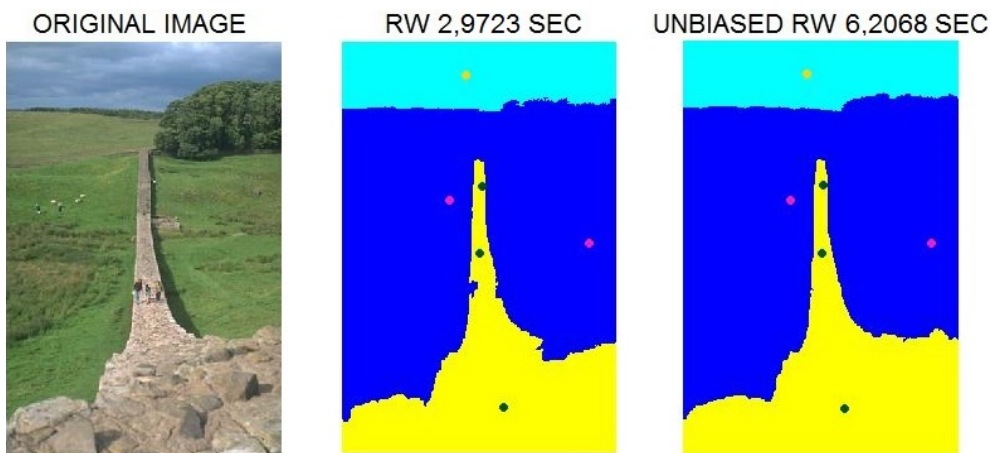 ORIGINAL IMAGE
RW 2,9723 SEC
UNBIASED RW 6,2068 SEC